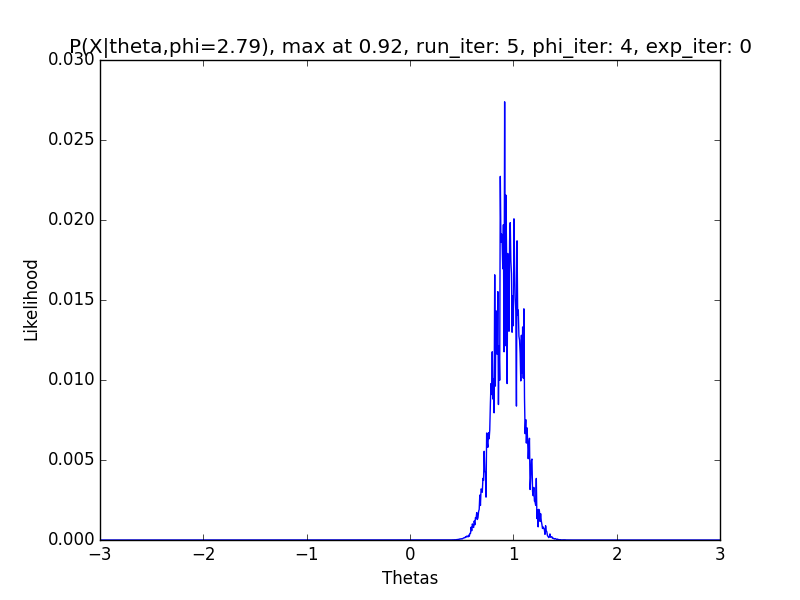 P(X|theta,phi=2.79), max at 0.92, run_iter: 5, phi_iter: 4, exp_iter: 0
0.030
0.025
0.020
0.015
0.010
0.005
0.000
Likelihood
−3 −2 −1 0 1 2 3
Thetas